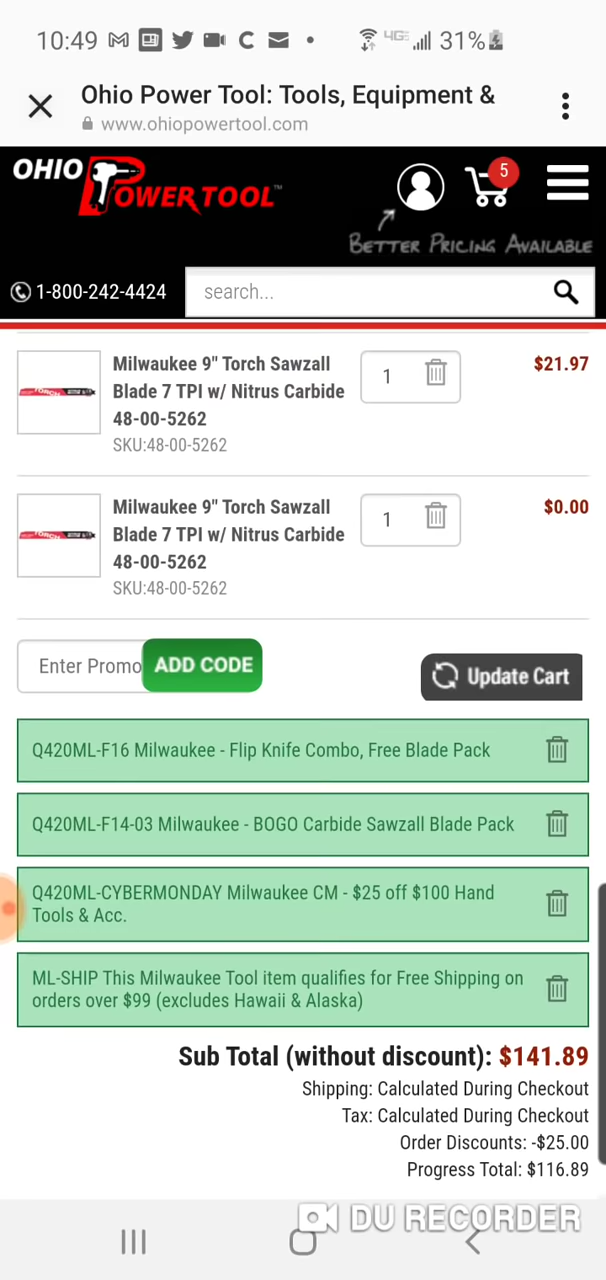 10:49 4GE 31%
Ohio Power Tool: Tools, Equipment &
www.ohiopowertool.com
OHIO POWER TOOL™
5
BETTER PRICING AVAILABLE
1-800-242-4424 search...
Milwaukee 9" Torch Sawzall
Blade 7 TPI w/ Nitrus Carbide
48-00-5262
SKU:48-00-5262
1
$21.97
TORCH
Milwaukee 9" Torch Sawzall
Blade 7 TPI w/ Nitrus Carbide
48-00-5262
SKU:48-00-5262
1
$0.00
TORCH
Enter Promo ADD CODE Update Cart
Q420ML-F16 Milwaukee - Flip Knife Combo, Free Blade Pack
Q420ML-F14-03 Milwaukee - BOGO Carbide Sawzall Blade Pack
Q420ML-CYBERMONDAY Milwaukee CM - $25 off $100 Hand
Tools & Acc.
ML-SHIP This Milwaukee Tool item qualifies for Free Shipping on
orders over $99 (excludes Hawaii & Alaska)
Sub Total (without discount): $141.89
Shipping: Calculated During Checkout
Tax: Calculated During Checkout
Order Discounts: -$25.00
Progress Total: $116.89
DU RECORDER